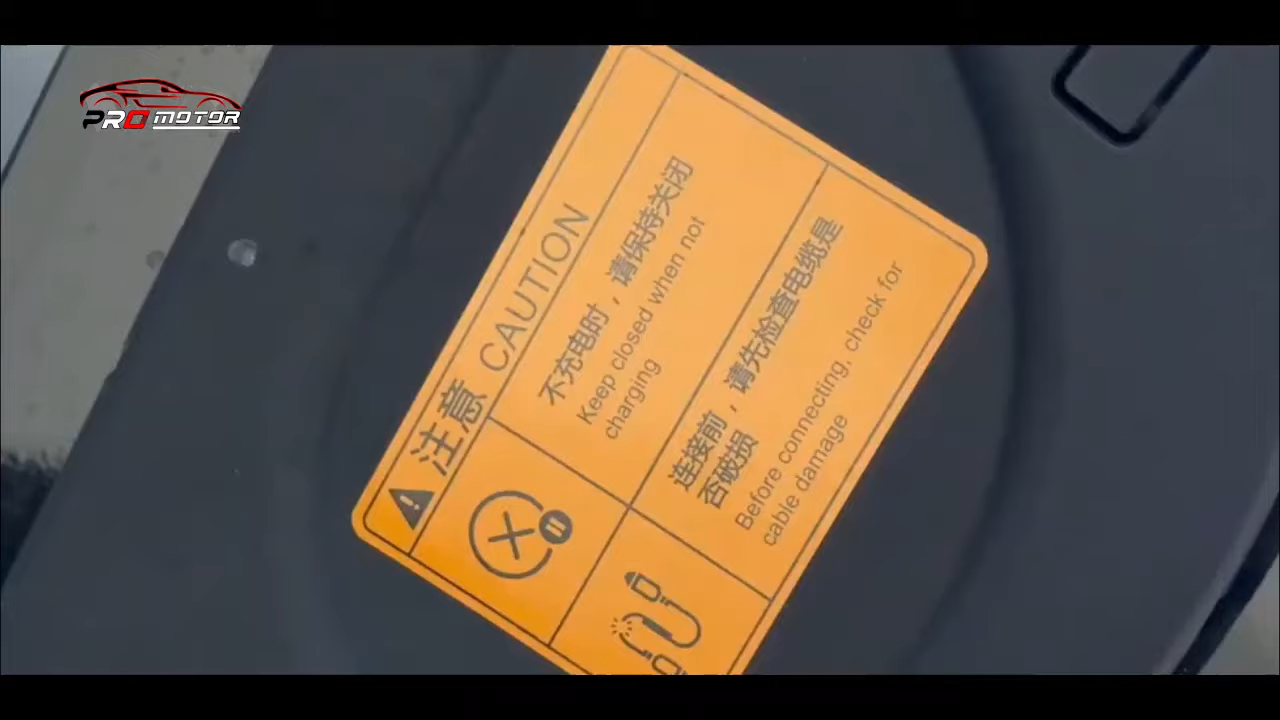 PRO MOTOR
注意 CAUTION
不充电时，请保持关闭
Keep closed when not
charging
连接前，请先检查电缆是
否破损
Before connecting, check for
cable damage